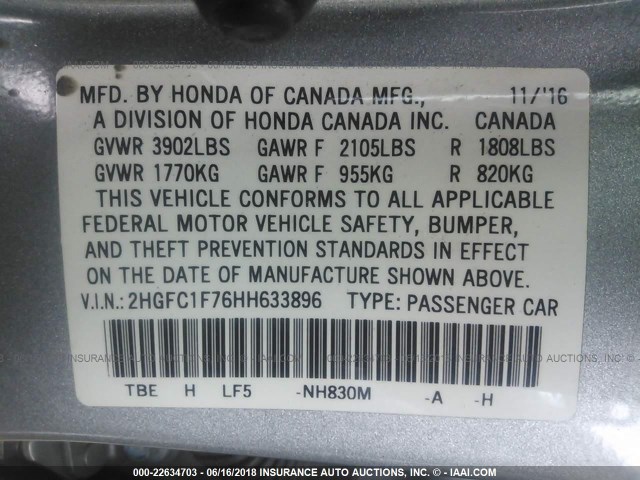 MFD. BY HONDA OF CANADA MFG., 11/'16
A DIVISION OF HONDA CANADA INC. CANADA
GVWR 3902LBS GAWR F 2105LBS R 1808LBS
GVWR 1770KG GAWR F 955KG R 820KG
THIS VEHICLE CONFORMS TO ALL APPLICABLE
FEDERAL MOTOR VEHICLE SAFETY, BUMPER,
AND THEFT PREVENTION STANDARDS IN EFFECT
ON THE DATE OF MANUFACTURE SHOWN ABOVE.
V.I.N.: 2HGFC1F76HH633896 TYPE: PASSENGER CAR
TBE H LF5 -NH830M -A -H
000-22634703 - 06/16/2018 INSURANCE AUTO AUCTIONS, INC. - IAAI.COM